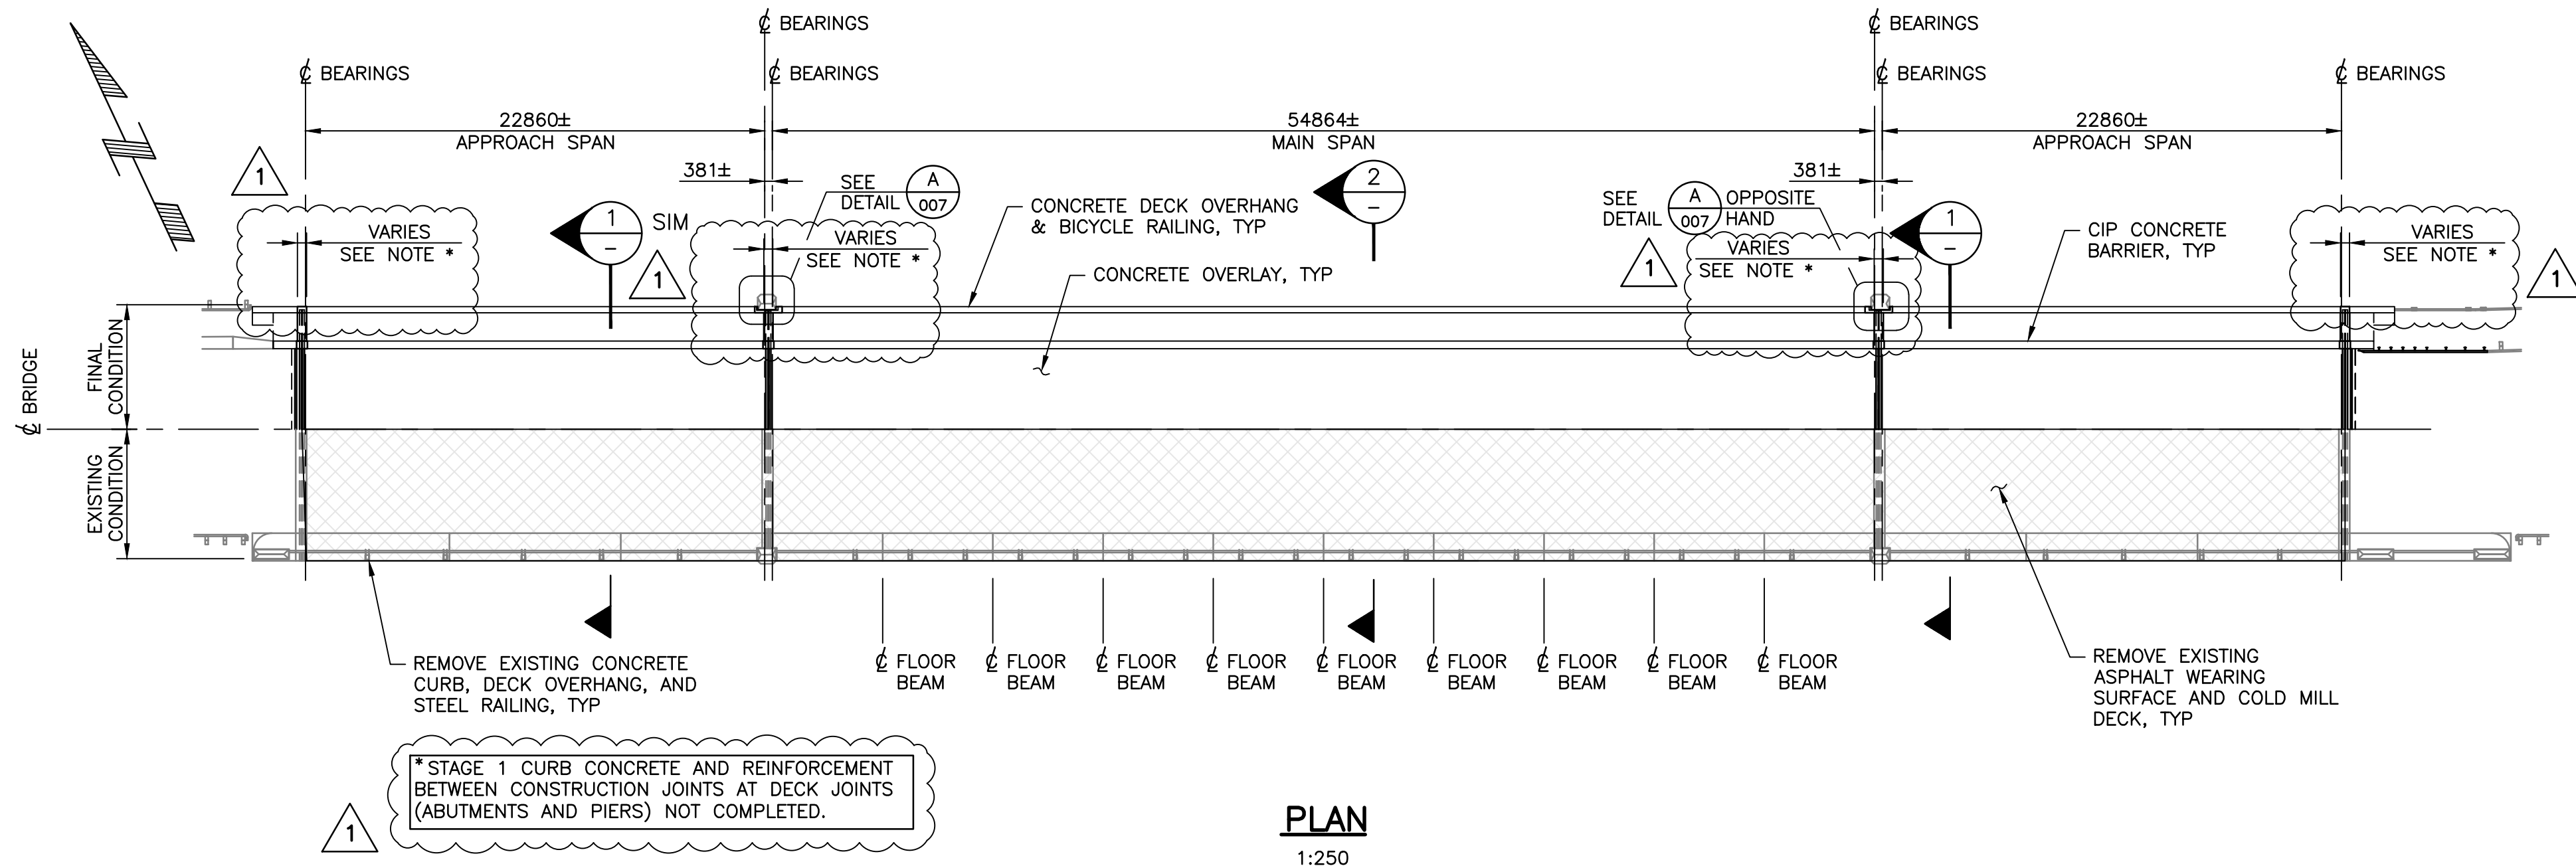 ℄ BEARINGS
℄ BEARINGS
℄ BEARINGS
℄ BEARINGS
℄ BEARINGS
℄ BEARINGS
22860±
APPROACH SPAN
54864±
MAIN SPAN
22860±
APPROACH SPAN
381±
381±
1
SEE
DETAIL
A
007
2
–
SEE
DETAIL
A
007
OPPOSITE
HAND
VARIES
SEE NOTE *
1
–
SIM
1
VARIES
SEE NOTE *
CONCRETE DECK OVERHANG
& BICYCLE RAILING, TYP
CONCRETE OVERLAY, TYP
1
VARIES
SEE NOTE *
1
–
CIP CONCRETE
BARRIER, TYP
VARIES
SEE NOTE *
1
℄ BRIDGE
FINAL
CONDITION
EXISTING
CONDITION
REMOVE EXISTING CONCRETE
CURB, DECK OVERHANG, AND
STEEL RAILING, TYP
℄ FLOOR
BEAM
℄ FLOOR
BEAM
℄ FLOOR
BEAM
℄ FLOOR
BEAM
℄ FLOOR
BEAM
℄ FLOOR
BEAM
℄ FLOOR
BEAM
℄ FLOOR
BEAM
℄ FLOOR
BEAM
REMOVE EXISTING
ASPHALT WEARING
SURFACE AND COLD MILL
DECK, TYP
1
* STAGE 1 CURB CONCRETE AND REINFORCEMENT
BETWEEN CONSTRUCTION JOINTS AT DECK JOINTS
(ABUTMENTS AND PIERS) NOT COMPLETED.
PLAN
1:250